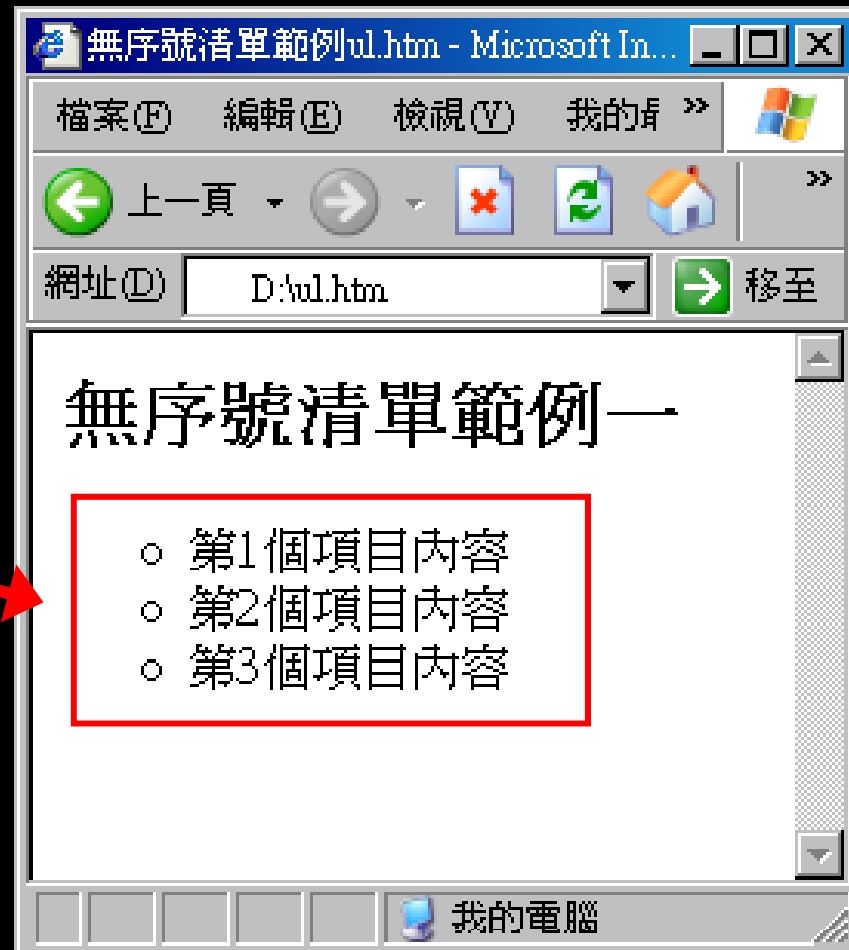 無序號清單範例ul.htm - Microsoft In...
檔案(F) 編輯(E) 檢視(V) 我的 »
上一頁 »
網址(D) D:\ul.htm 移至
無序號清單範例一
○ 第1個項目內容
○ 第2個項目內容
○ 第3個項目內容
我的電腦